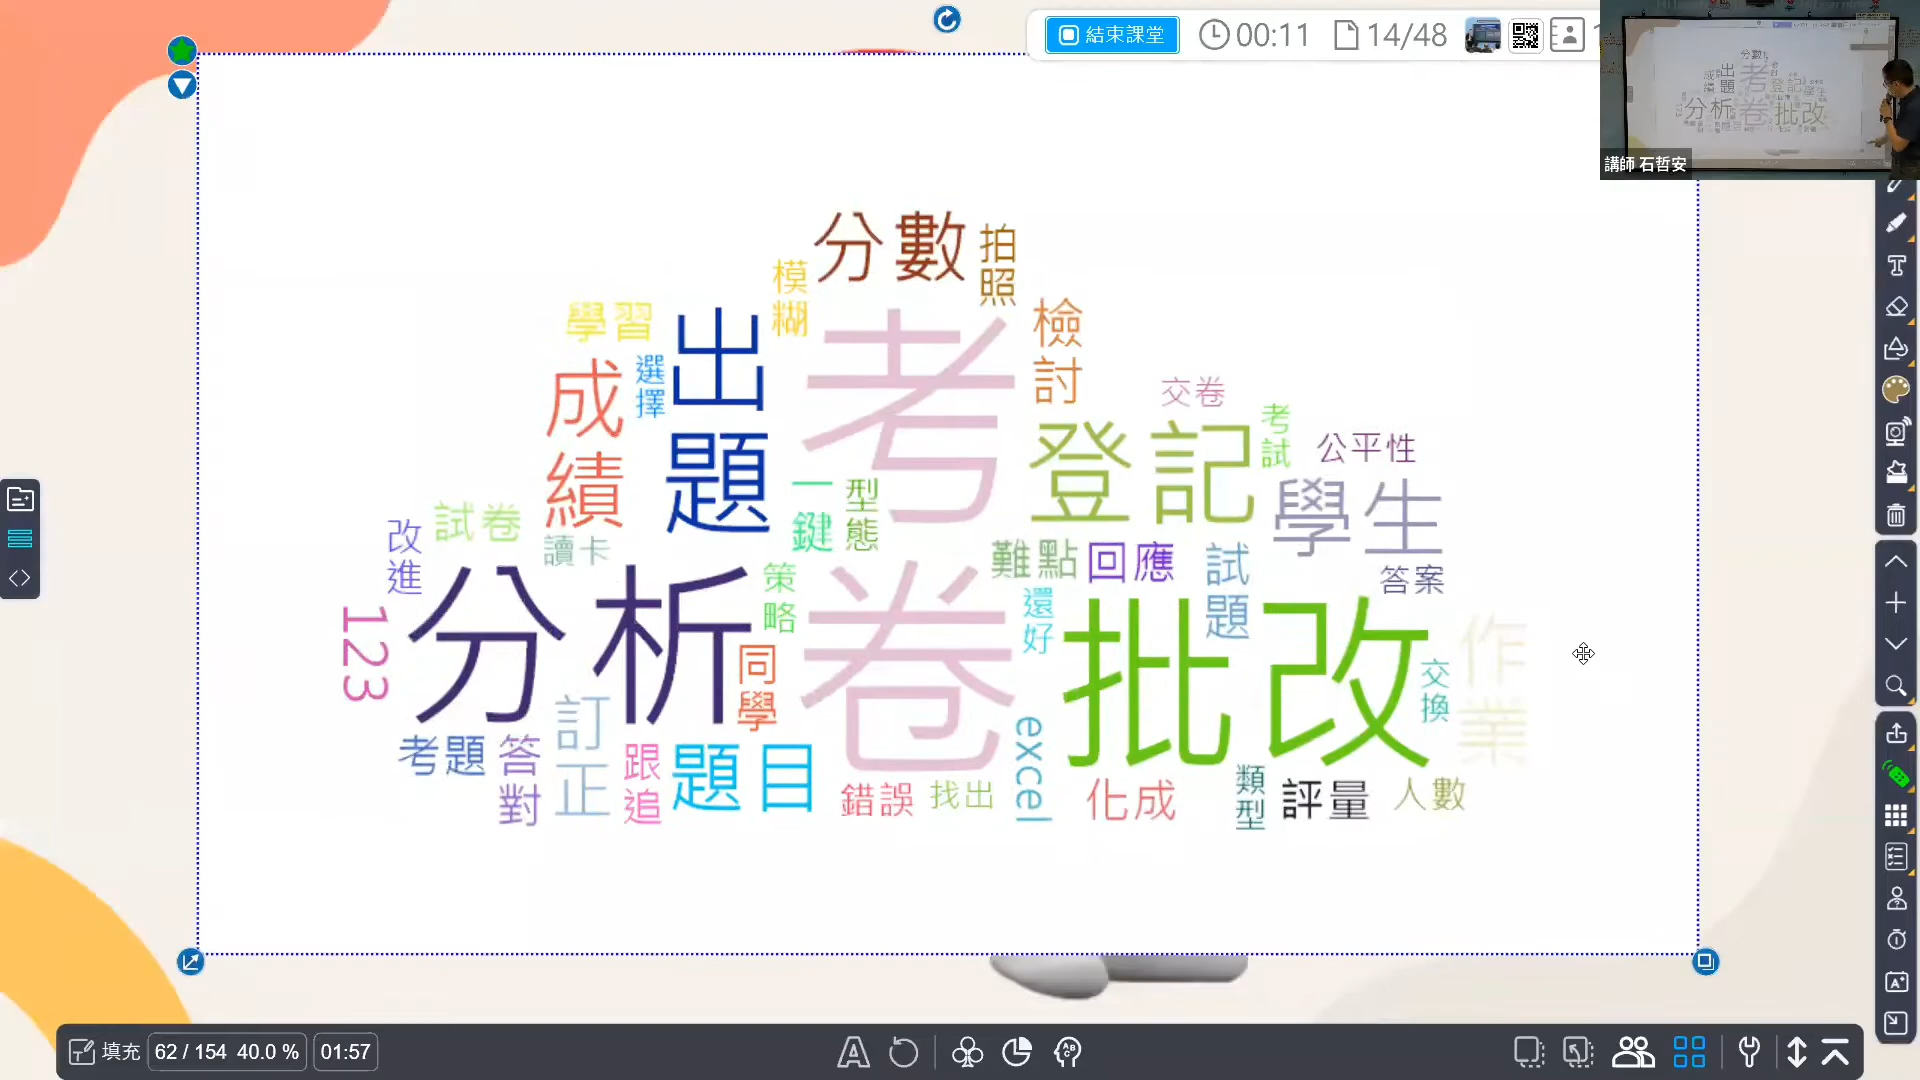 結束課堂 00:11 14/48
講師 石哲安
分數
拍照
模糊
學習
出題
考卷
檢討
選擇
成績
交卷
考試
登記
公平性
一鍵
型態
學生
試卷
讀卡
改進
難點
回應
試題
答案
策略
還好
分析
123
批改
作業
同學
交換
訂正
excel
考題
答對
跟追
題目
錯誤
找出
化成
類型
評量
人數
填充 62 / 154 40.0 % 01:57